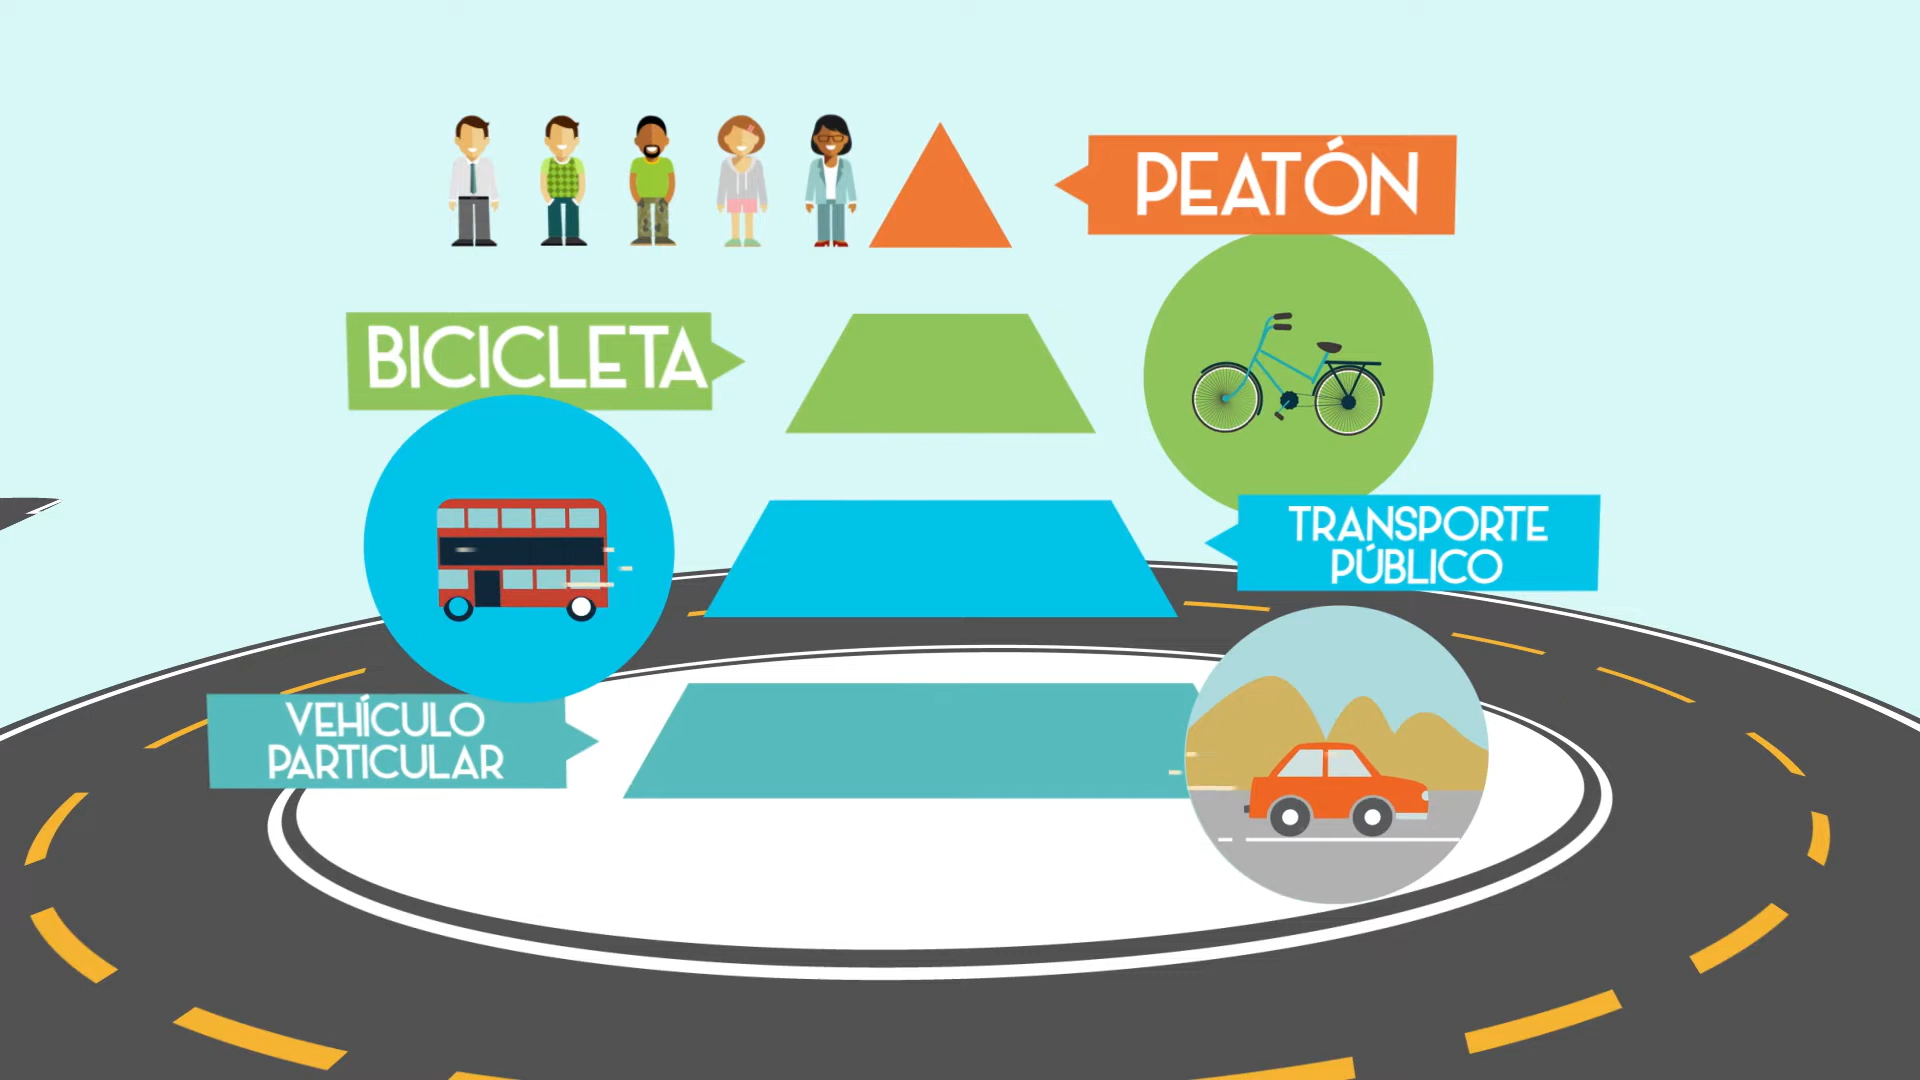 PEATÓN
BICICLETA
TRANSPORTE
PÚBLICO
VEHÍCULO
PARTICULAR